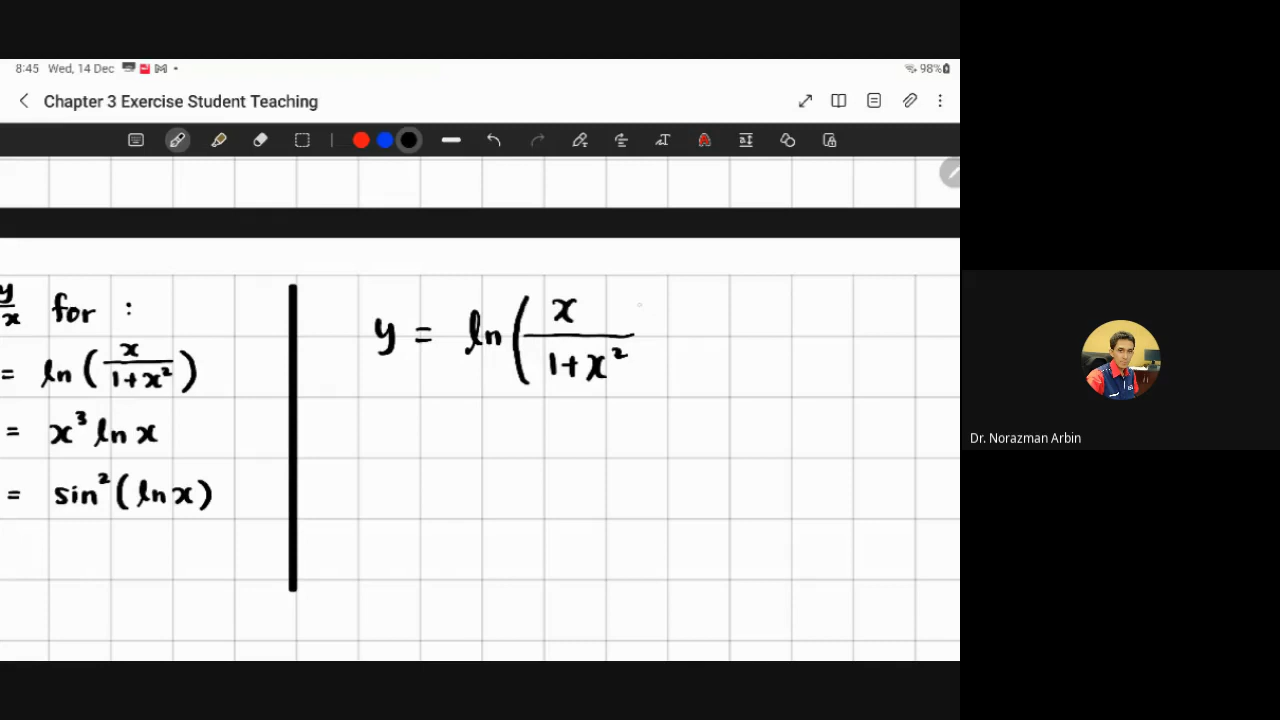 8:45 Wed, 14 Dec 98%
Chapter 3 Exercise Student Teaching
y/x for :
= ln(x/(1+x²))
= x³ ln x
= sin²(ln x)
y = ln(x/(1+x²
Dr. Norazman Arbin